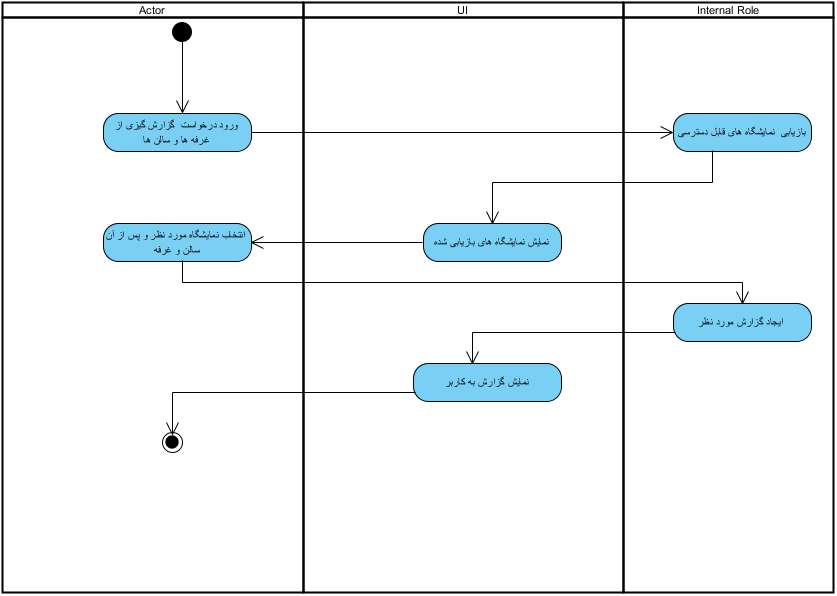 Actor
UI
Internal Role
ورود درخواست گزارش گیزی از
غرفه ها و سالن ها
بازیابی نمایشگاه های قابل دسترسی
نمایش نمایشگاه های بازیابی شده
انتخاب نمایشگاه مورد نظر و پس از آن
سالن و غرفه
ایجاد گزارش مورد نظر
نمایش گزارش به کاربر